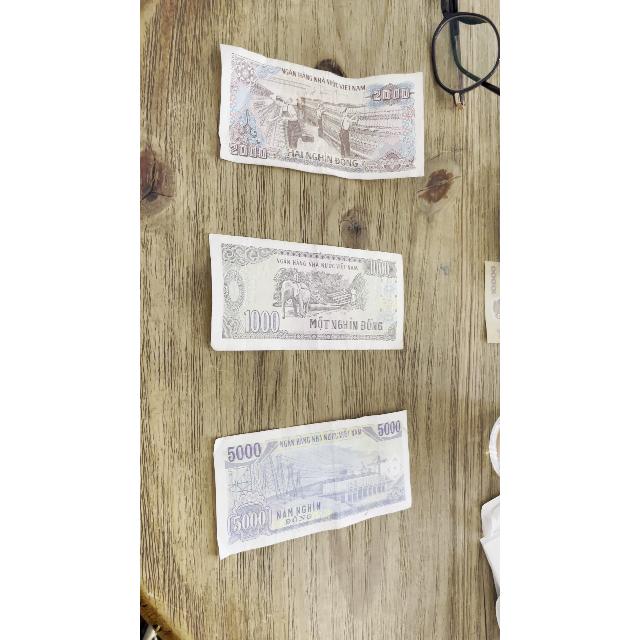 NGÂN HÀNG NHÀ NƯỚC VIỆT NAM
2000
2000
HAI NGHÌN ĐỒNG
NGÂN HÀNG NHÀ NƯỚC VIỆT NAM
1000
1000
MỘT NGHÌN ĐỒNG
5000
NGÂN HÀNG NHÀ NƯỚC VIỆT NAM
5000
5000
NĂM NGHÌN
ĐỒNG